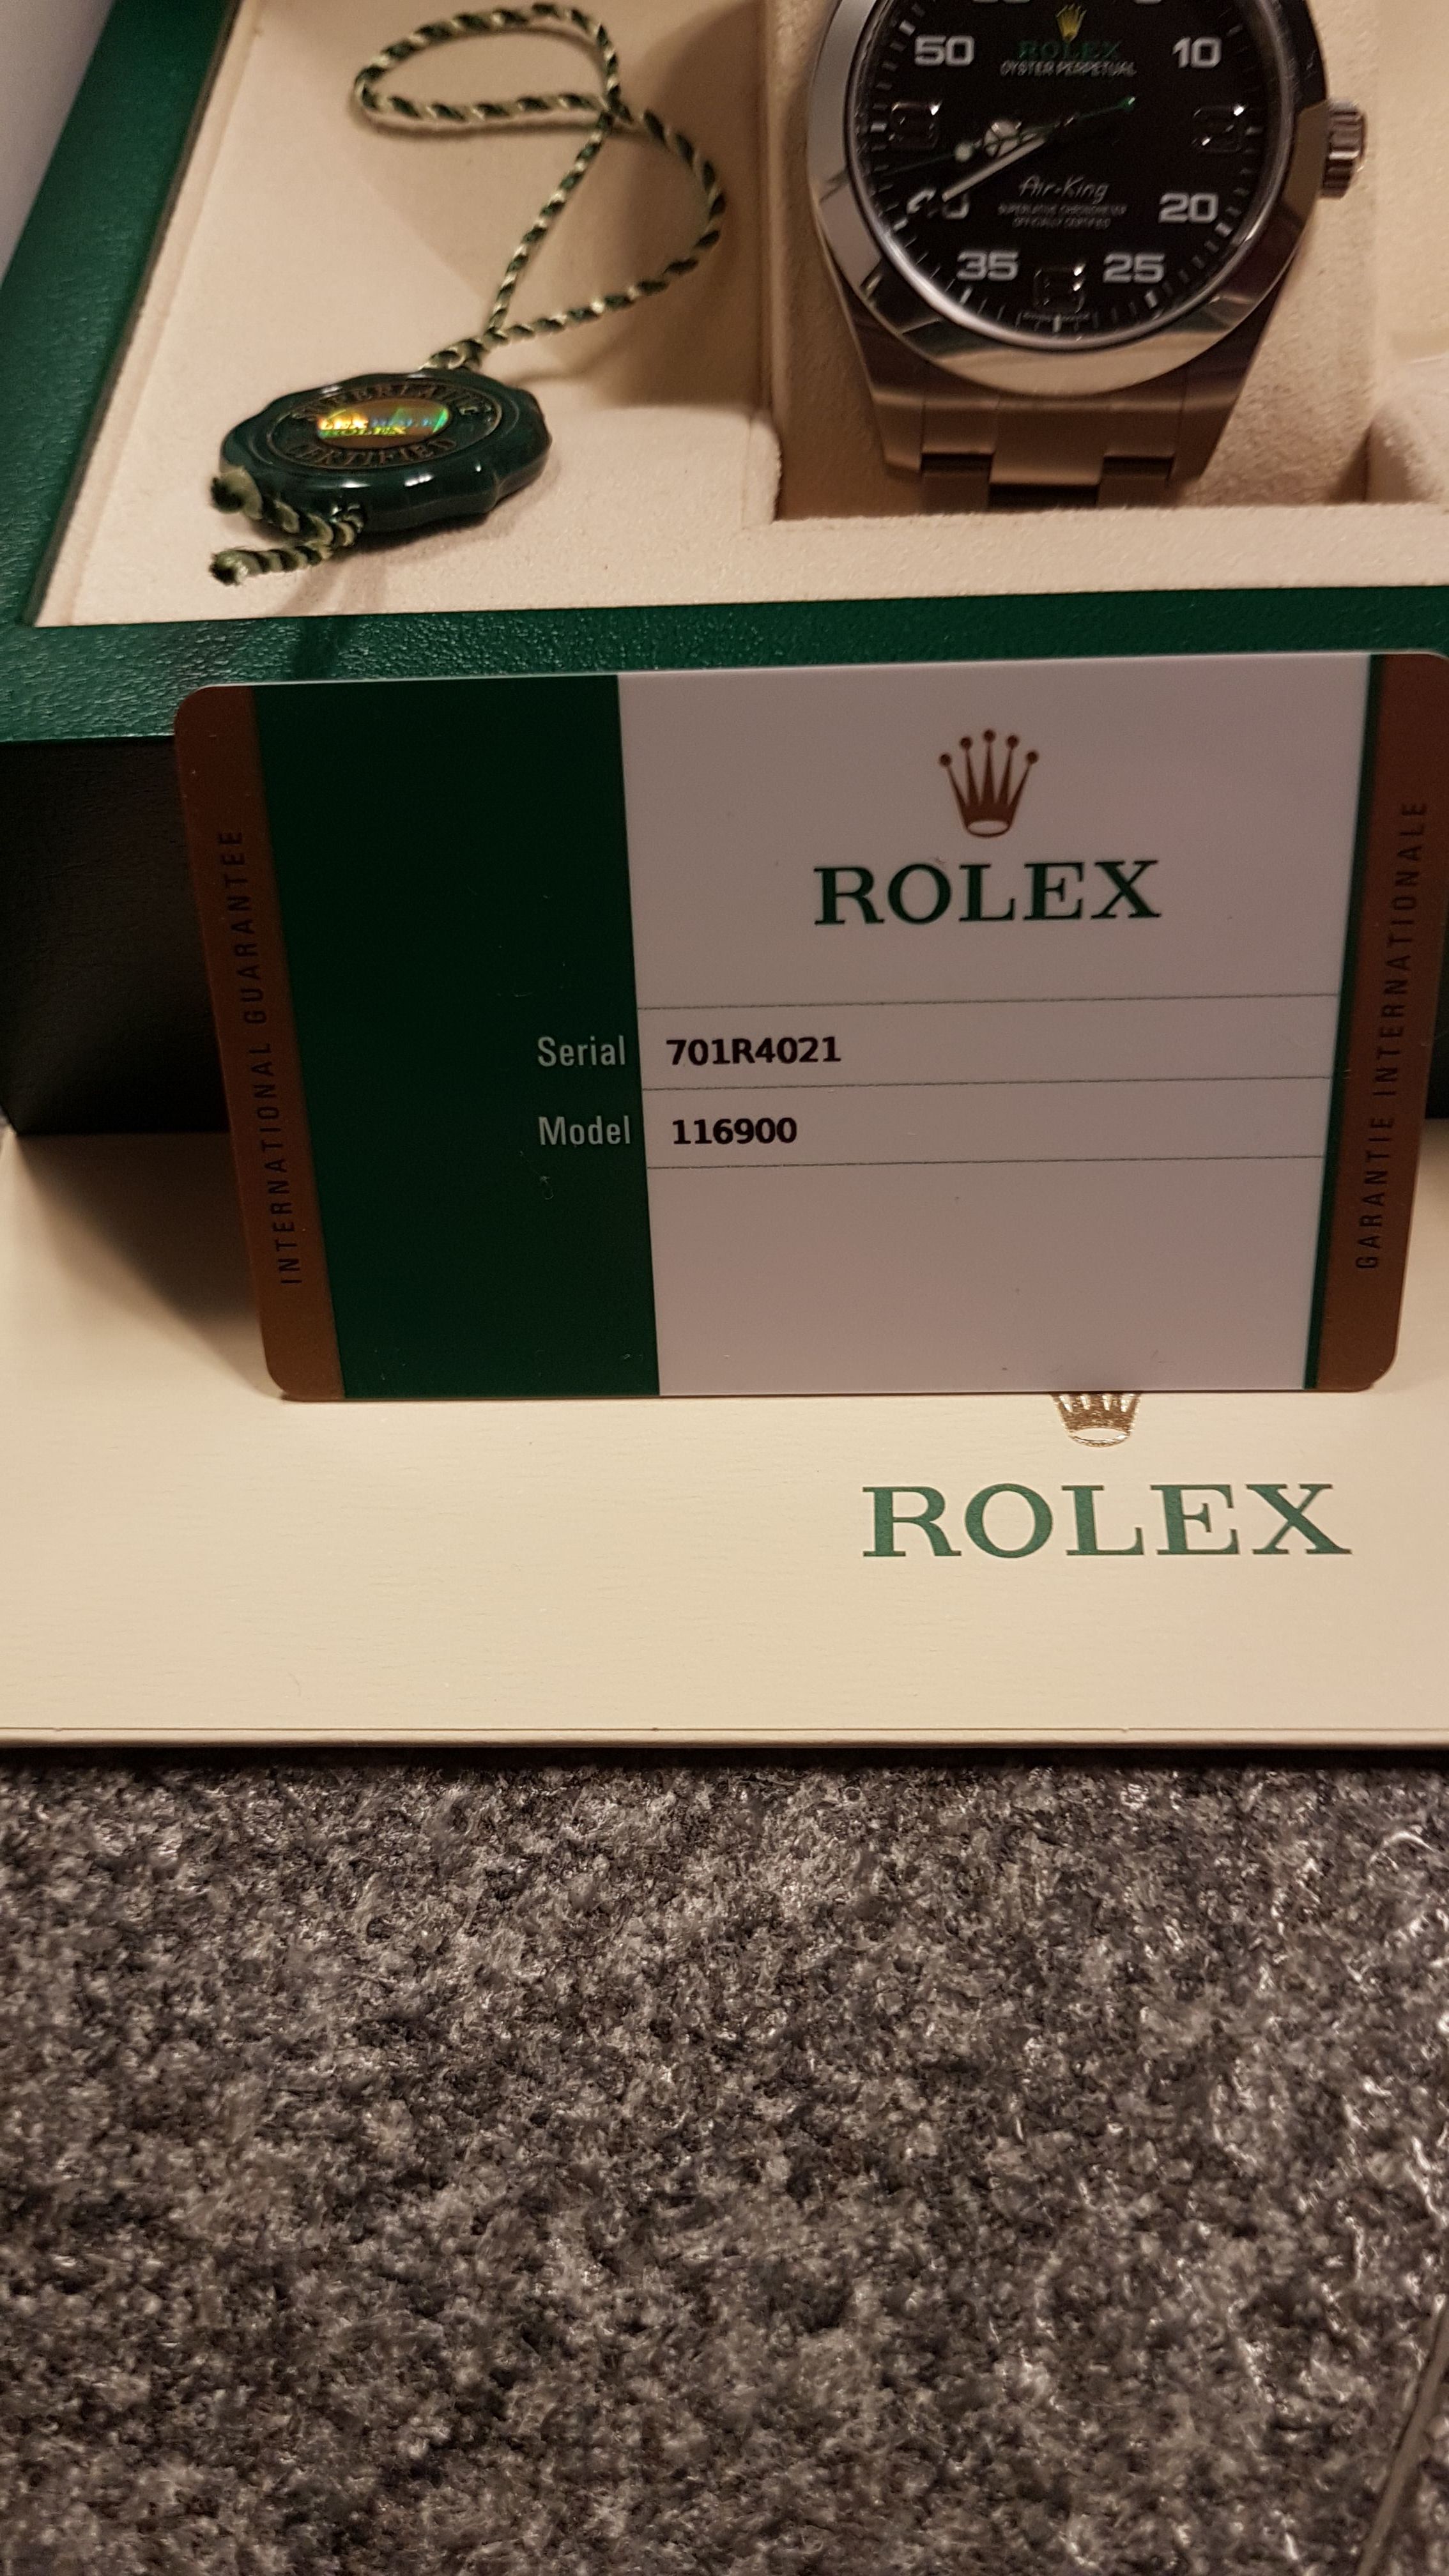 50
10
ROLEX
OYSTER PERPETUAL
Air-King
SUPERLATIVE CHRONOMETER
OFFICIALLY CERTIFIED
20
35
25
CERTIFIED
INTERNATIONAL GUARANTEE
ROLEX
Serial 701R4021
Model 116900
GARANTIE INTERNATIONALE
ROLEX